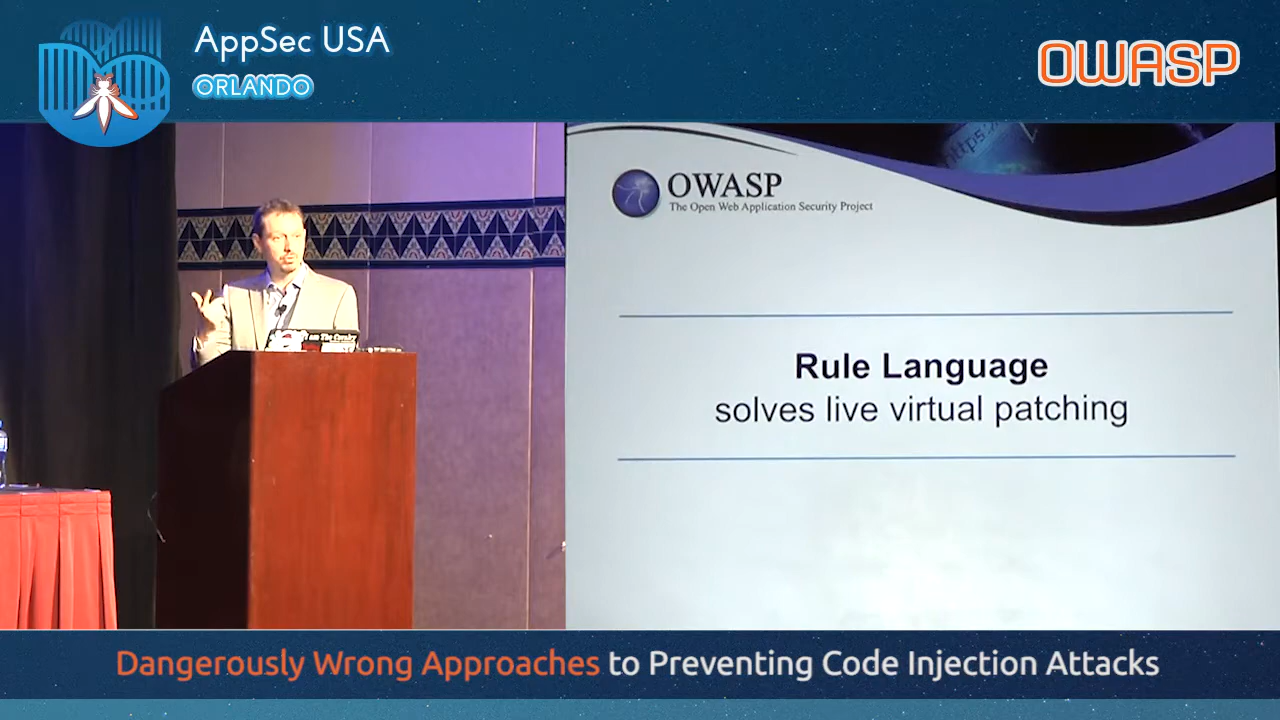 AppSec USA
ORLANDO
OWASP
https:
OWASP
The Open Web Application Security Project
Rule Language
solves live virtual patching
Dangerously Wrong Approaches to Preventing Code Injection Attacks